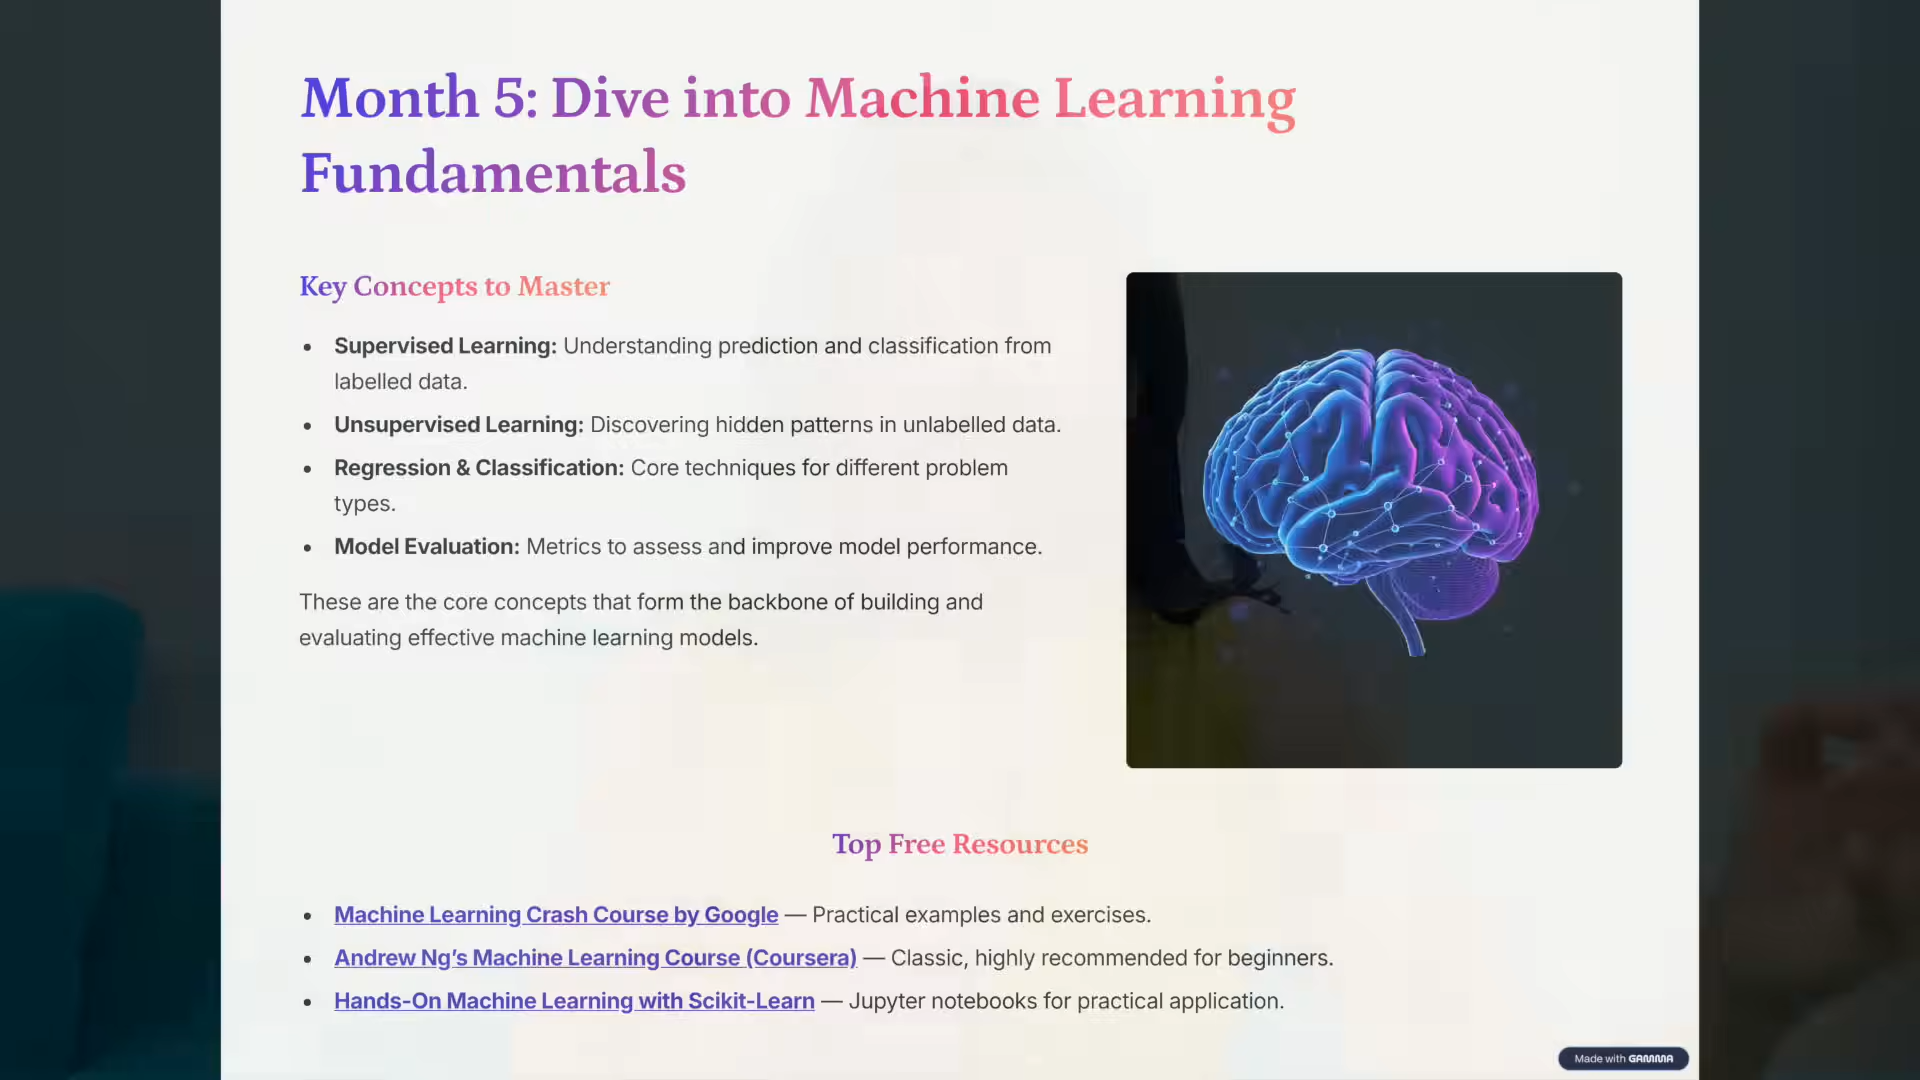 Month 5: Dive into Machine Learning
Fundamentals
Key Concepts to Master
• Supervised Learning: Understanding prediction and classification from
labelled data.
• Unsupervised Learning: Discovering hidden patterns in unlabelled data.
• Regression & Classification: Core techniques for different problem
types.
• Model Evaluation: Metrics to assess and improve model performance.
These are the core concepts that form the backbone of building and
evaluating effective machine learning models.
Top Free Resources
• Machine Learning Crash Course by Google — Practical examples and exercises.
• Andrew Ng’s Machine Learning Course (Coursera) — Classic, highly recommended for beginners.
• Hands-On Machine Learning with Scikit-Learn — Jupyter notebooks for practical application.
Made with GAMMA